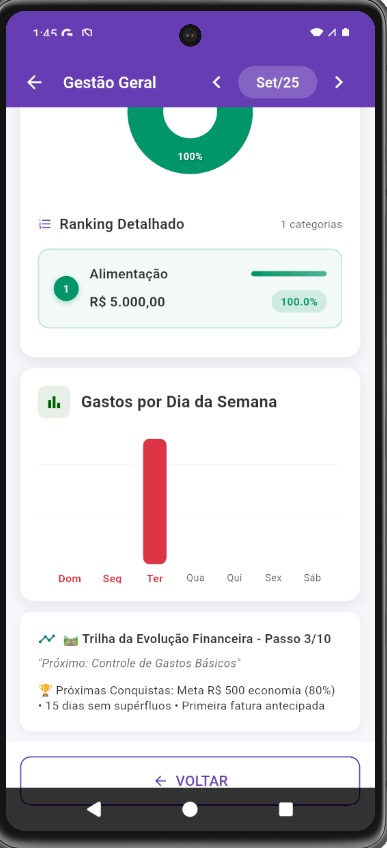 1:45
Gestão Geral
Set/25
100%
Ranking Detalhado
1 categorias
1
Alimentação
R$ 5.000,00
100.0%
Gastos por Dia da Semana
Dom Seg Ter Qua Qui Sex Sáb
Trilha da Evolução Financeira - Passo 3/10
"Próximo: Controle de Gastos Básicos"
Próximas Conquistas: Meta R$ 500 economia (80%)
• 15 dias sem supérfluos • Primeira fatura antecipada
VOLTAR